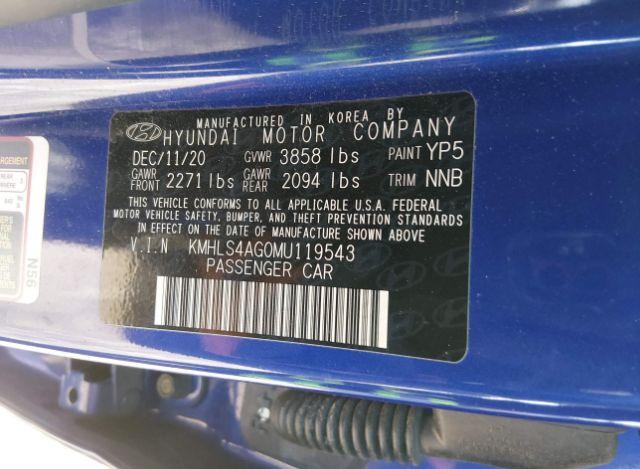 MANUFACTURED IN KOREA BY
HYUNDAI MOTOR COMPANY
DEC/11/20 GVWR 3858 lbs PAINT YP5
GAWR FRONT 2271 lbs GAWR REAR 2094 lbs TRIM NNB
THIS VEHICLE CONFORMS TO ALL APPLICABLE U.S.A. FEDERAL
MOTOR VEHICLE SAFETY, BUMPER, AND THEFT PREVENTION STANDARDS
IN EFFECT ON THE DATE OF MANUFACTURE SHOWN ABOVE
V.I.N KMHLS4AG0MU119543
PASSENGER CAR
REAR
N56